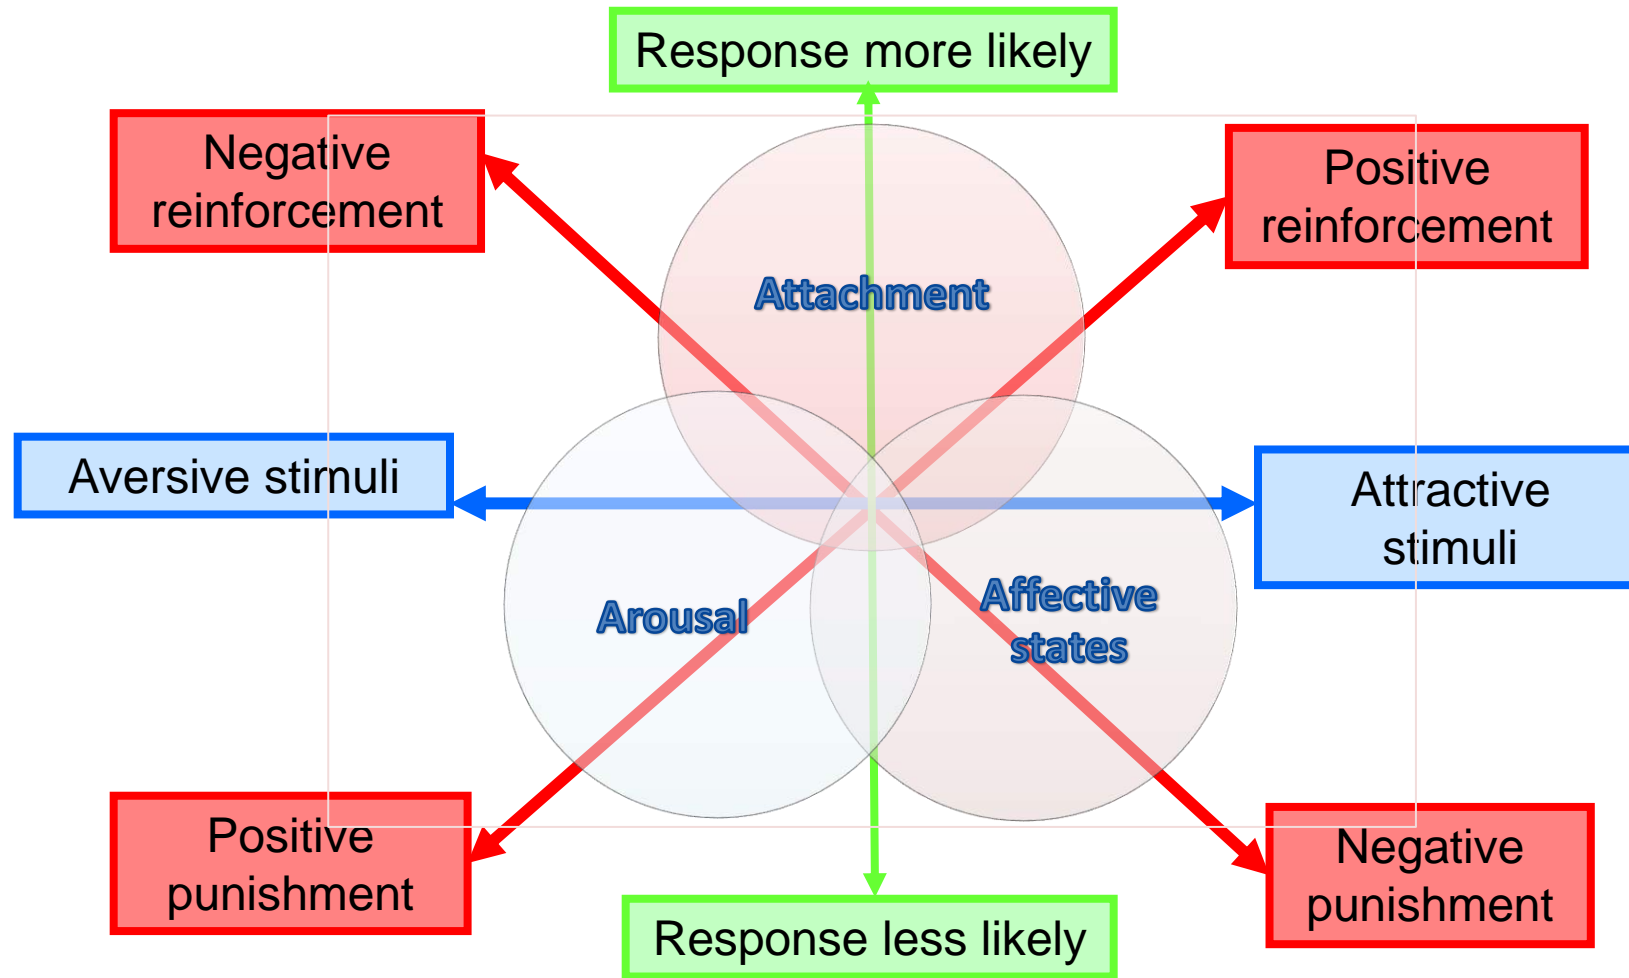 Response more likely
Negative
reinforcement
Positive
reinforcement
Attachment
Aversive stimuli
Attractive
stimuli
Arousal
Affective
states
Positive
punishment
Negative
punishment
Response less likely